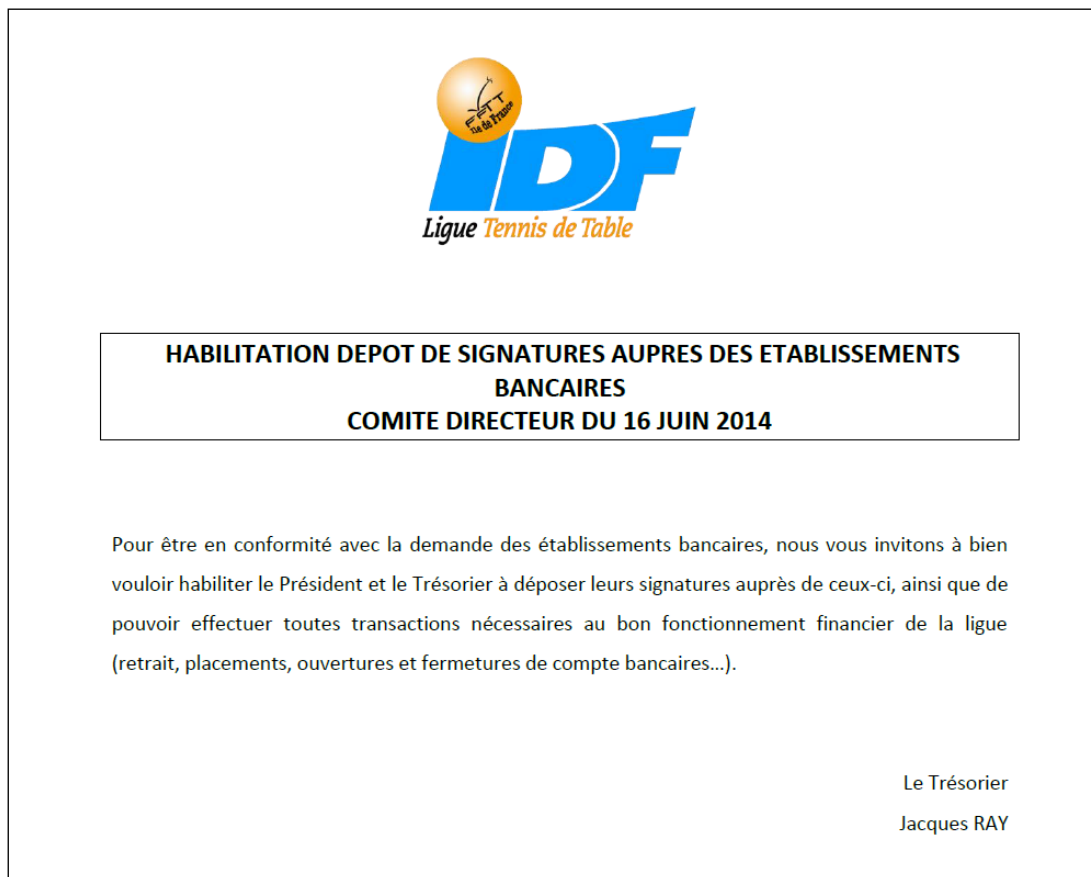 FFTT
Ile de France
IDF
Ligue Tennis de Table
HABILITATION DEPOT DE SIGNATURES AUPRES DES ETABLISSEMENTS
BANCAIRES
COMITE DIRECTEUR DU 16 JUIN 2014
Pour être en conformité avec la demande des établissements bancaires, nous vous invitons à bien
vouloir habiliter le Président et le Trésorier à déposer leurs signatures auprès de ceux-ci, ainsi que de
pouvoir effectuer toutes transactions nécessaires au bon fonctionnement financier de la ligue
(retrait, placements, ouvertures et fermetures de compte bancaires…).
Le Trésorier
Jacques RAY